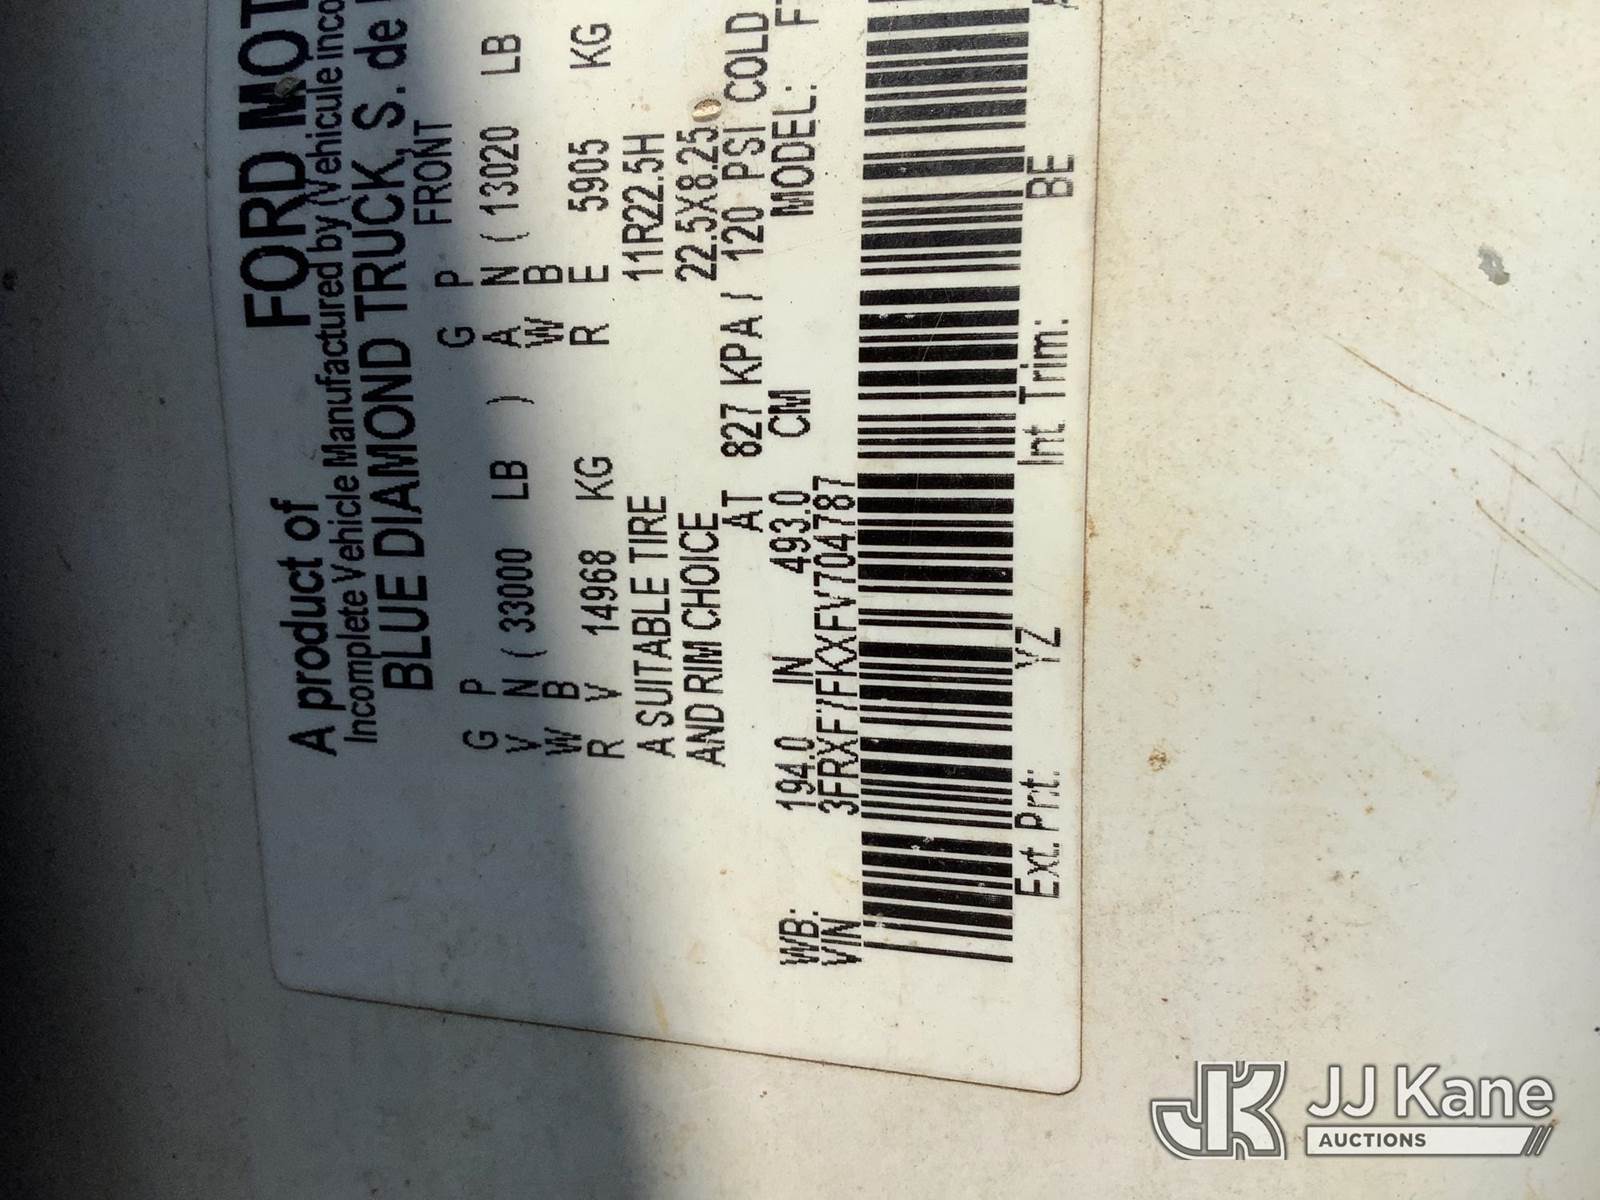 A product of FORD MOT
Incomplete Vehicle Manufactured by (Vehicule inco
BLUE DIAMOND TRUCK, S. de
FRONT
G P G P
V N ( 33000 LB ) A N ( 13020 LB
W B W B
R V 14968 KG R E 5905 KG
A SUITABLE TIRE 11R22.5H
AND RIM CHOICE 22.5X8.25
AT 827 KPA / 120 PSI COLD
WB: 194.0 IN 493.0 CM MODEL: F
VIN 3FRXF7FKXFV704787
Ext. Pnt: YZ Int. Trim: BE
JJ Kane
AUCTIONS